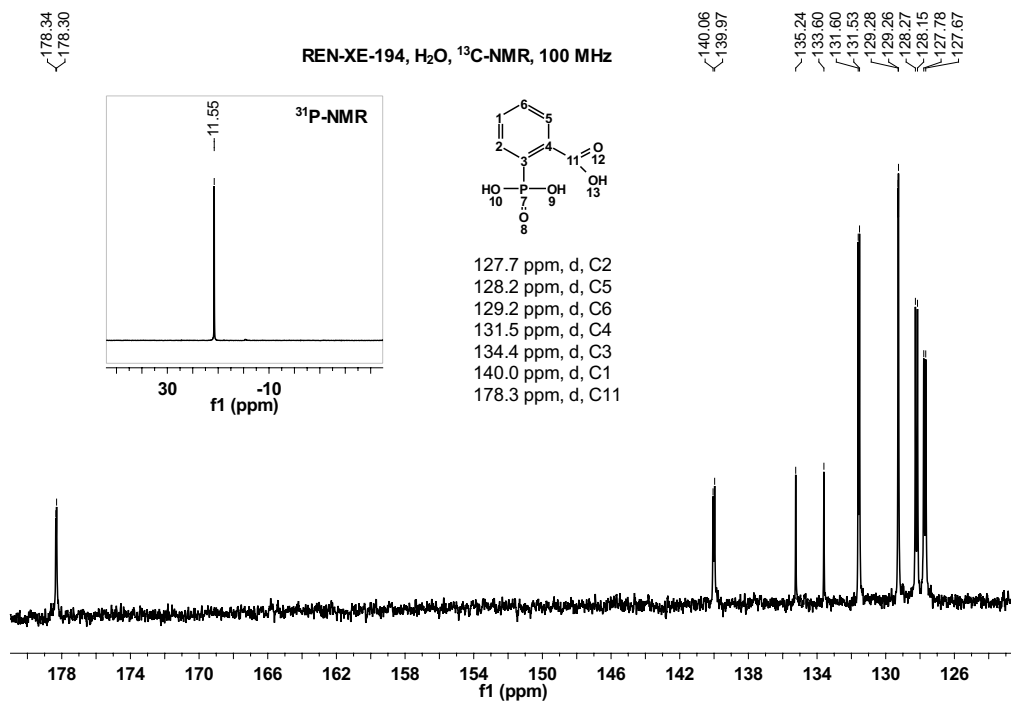 178.34
178.30
140.06
139.97
135.24
133.60
131.60
131.53
129.28
129.26
128.27
128.15
127.78
127.67
REN-XE-194, H₂O, ¹³C-NMR, 100 MHz
³¹P-NMR
11.55
30
-10
f1 (ppm)
6
1
5
2
4
3
11
O
12
OH
13
HO
10
P
7
OH
9
O
8
127.7 ppm, d, C2
128.2 ppm, d, C5
129.2 ppm, d, C6
131.5 ppm, d, C4
134.4 ppm, d, C3
140.0 ppm, d, C1
178.3 ppm, d, C11
178 174 170 166 162 158 154 150 146 142 138 134 130 126
f1 (ppm)